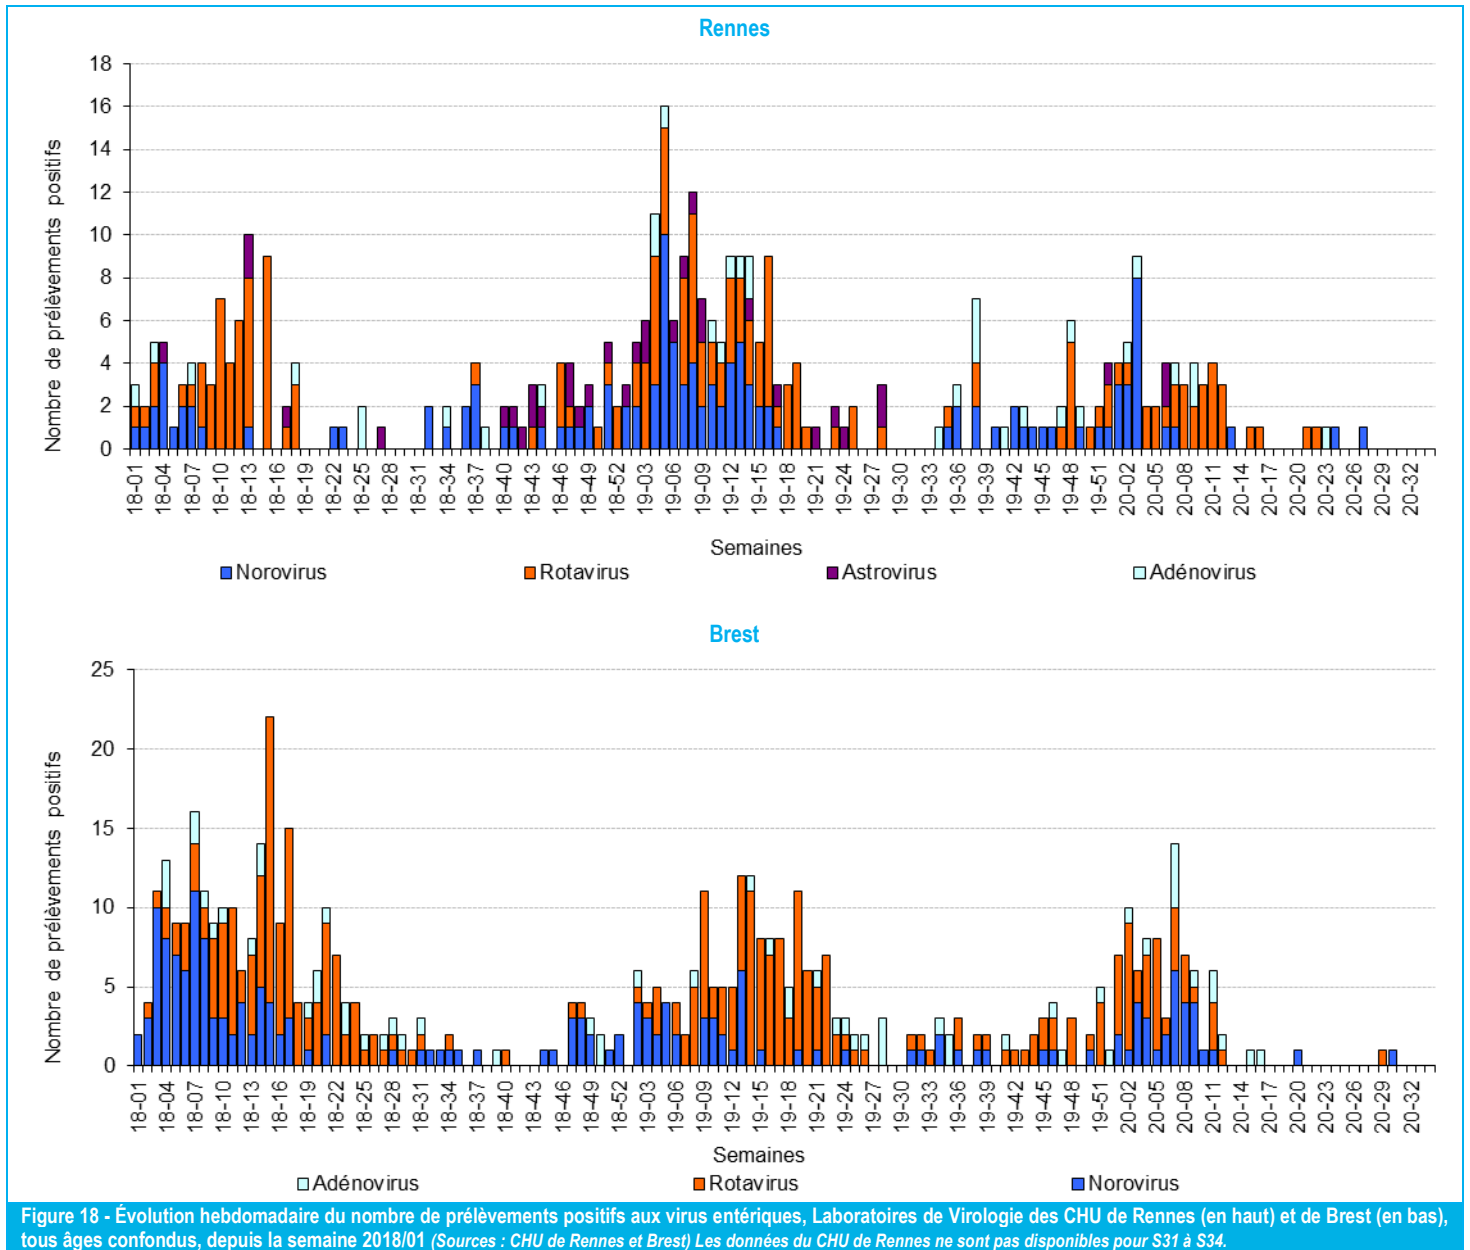 Rennes
Nombre de prélèvements positifs
18
16
14
12
10
8
6
4
2
0
18-01 18-04 18-07 18-10 18-13 18-16 18-19 18-22 18-25 18-28 18-31 18-34 18-37 18-40 18-43 18-46 18-49 18-52 19-03 19-06 19-09 19-12 19-15 19-18 19-21 19-24 19-27 19-30 19-33 19-36 19-39 19-42 19-45 19-48 19-51 20-02 20-05 20-08 20-11 20-14 20-17 20-20 20-23 20-26 20-29 20-32
Semaines
Norovirus Rotavirus Astrovirus Adénovirus
Brest
Nombre de prélèvements positifs
25
20
15
10
5
0
18-01 18-04 18-07 18-10 18-13 18-16 18-19 18-22 18-25 18-28 18-31 18-34 18-37 18-40 18-43 18-46 18-49 18-52 19-03 19-06 19-09 19-12 19-15 19-18 19-21 19-24 19-27 19-30 19-33 19-36 19-39 19-42 19-45 19-48 19-51 20-02 20-05 20-08 20-11 20-14 20-17 20-20 20-23 20-26 20-29 20-32
Semaines
Adénovirus Rotavirus Norovirus
Figure 18 - Évolution hebdomadaire du nombre de prélèvements positifs aux virus entériques, Laboratoires de Virologie des CHU de Rennes (en haut) et de Brest (en bas),
tous âges confondus, depuis la semaine 2018/01 (Sources : CHU de Rennes et Brest) Les données du CHU de Rennes ne sont pas disponibles pour S31 à S34.